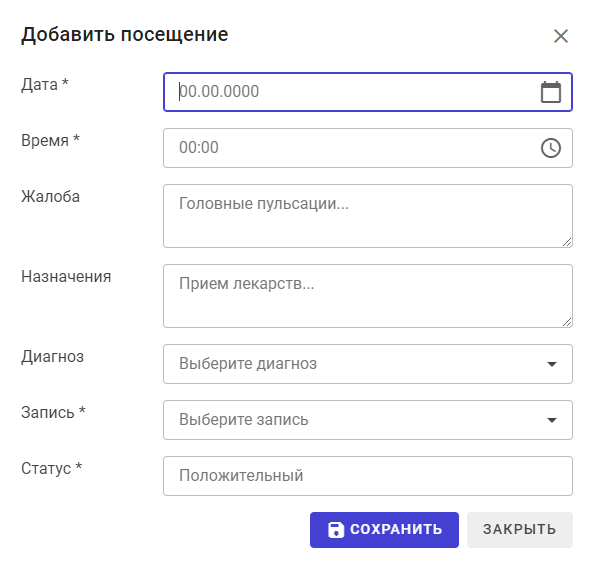 Добавить посещение
Дата *
00.00.0000
Время *
00:00
Жалоба
Головные пульсации...
Назначения
Прием лекарств...
Диагноз
Выберите диагноз
Запись *
Выберите запись
Статус *
Положительный
СОХРАНИТЬ ЗАКРЫТЬ